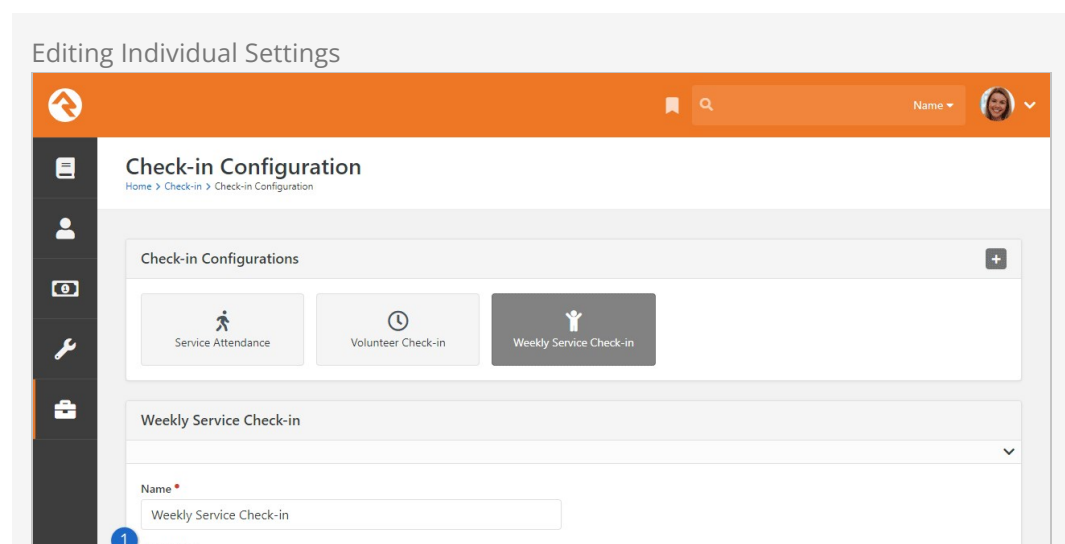 Editing Individual Settings
Name
Check-in Configuration
Home > Check-in > Check-in Configuration
Check-in Configurations
+
Service Attendance
Volunteer Check-in
Weekly Service Check-in
Weekly Service Check-in
Name
Weekly Service Check-in
1